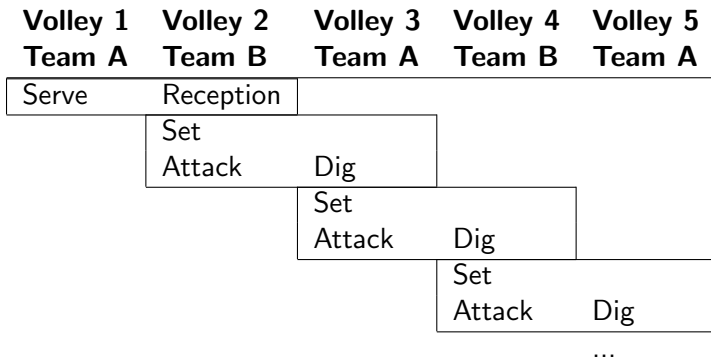 Volley 1 Volley 2 Volley 3 Volley 4 Volley 5
Team A Team B Team A Team B Team A
Serve Reception
Set
Attack Dig
Set
Attack Dig
Set
Attack Dig
...